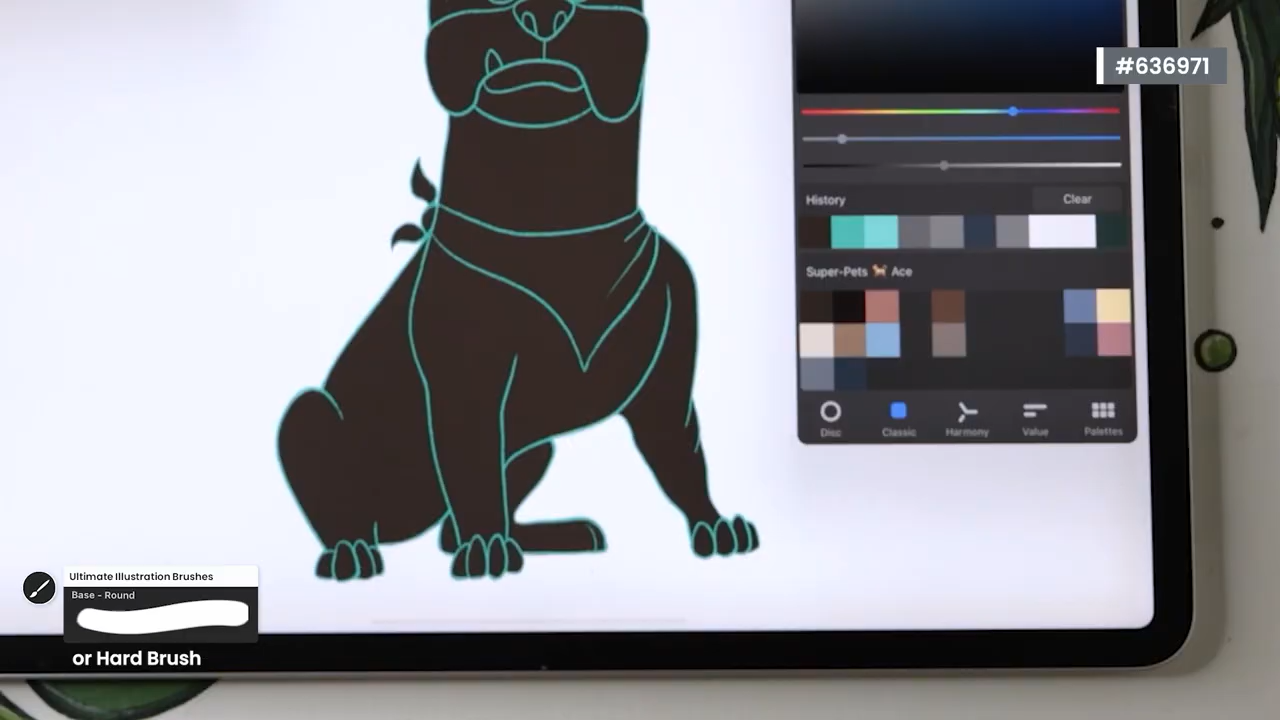 #636971
History
Clear
Super-Pets 🐕 Ace
Disc
Classic
Harmony
Value
Palettes
Ultimate Illustration Brushes
Base - Round
or Hard Brush